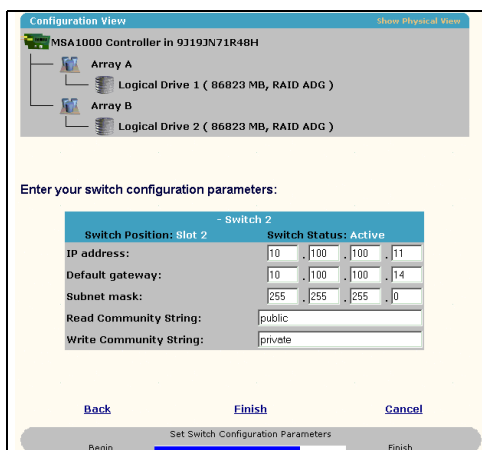 Configuration View Show Physical View
MSA1000 Controller in 9J19JN71R48H
Array A
Logical Drive 1 ( 86823 MB, RAID ADG )
Array B
Logical Drive 2 ( 86823 MB, RAID ADG )
Enter your switch configuration parameters:
- Switch 2
Switch Position: Slot 2 Switch Status: Active
IP address: 10 . 100 . 100 . 11
Default gateway: 10 . 100 . 100 . 14
Subnet mask: 255 . 255 . 255 . 0
Read Community String: public
Write Community String: private
Back Finish Cancel
Set Switch Configuration Parameters
Begin Finish